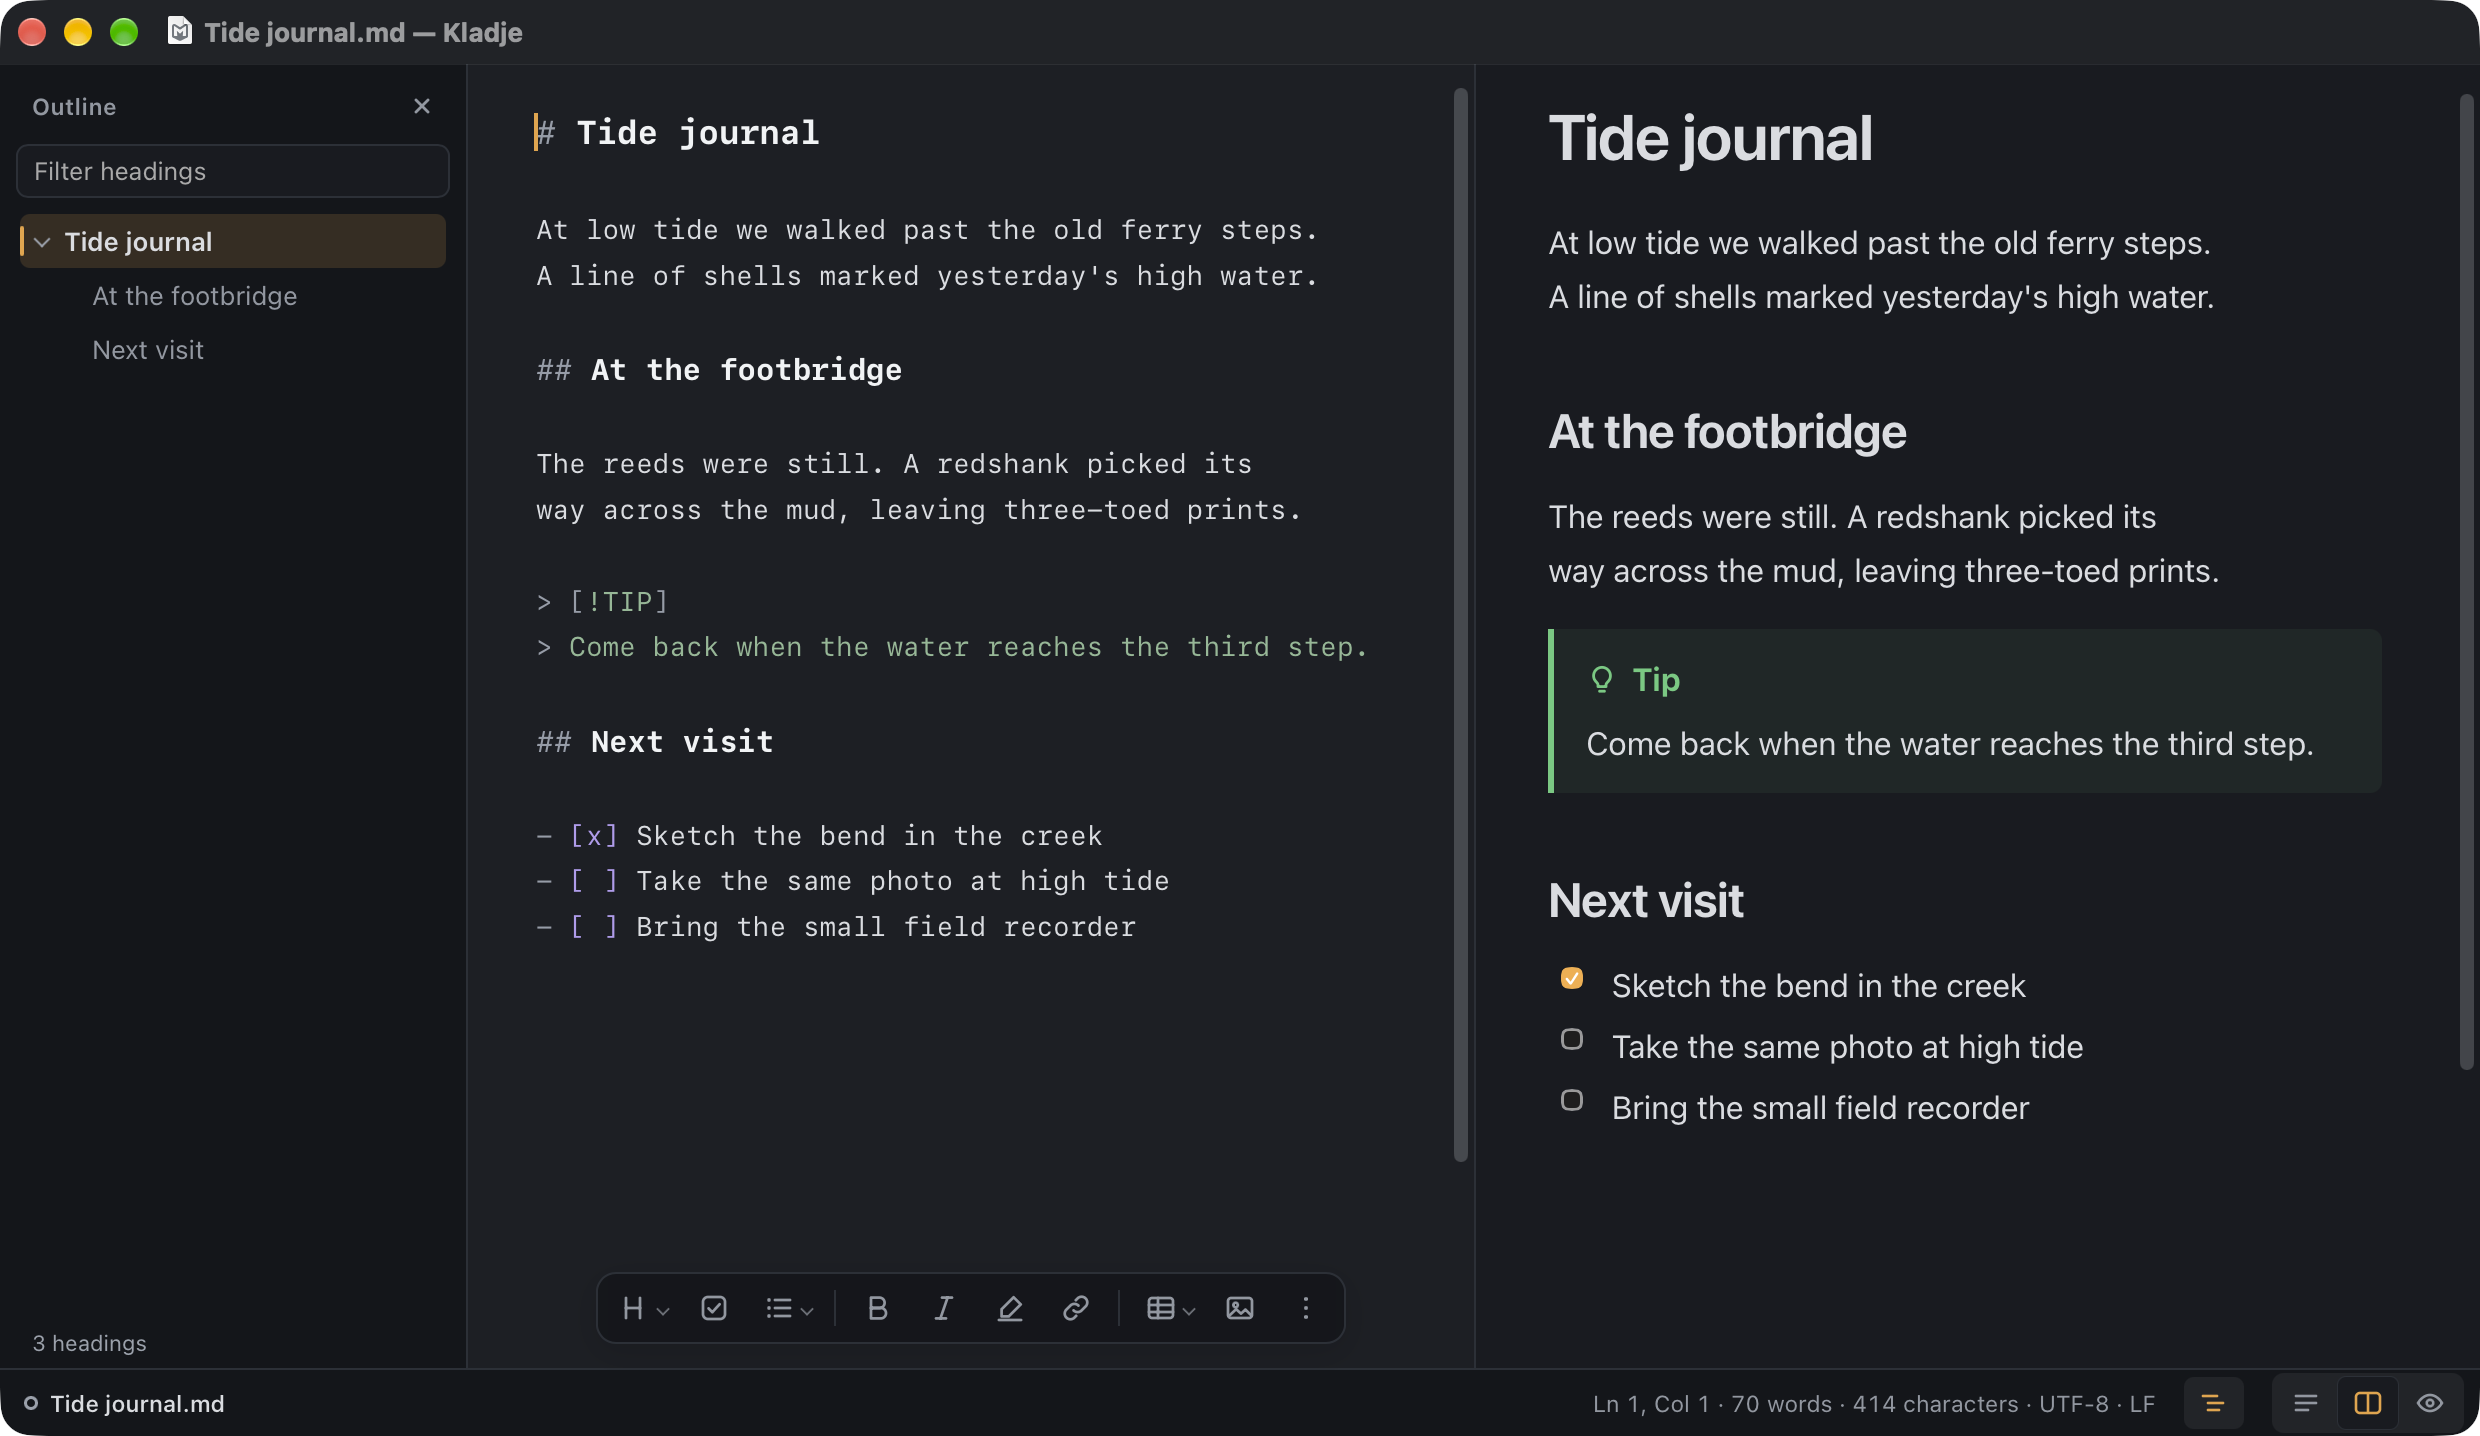 Tide journal.md — Kladje
Outline
Filter headings
Tide journal
At the footbridge
Next visit
3 headings
# Tide journal
At low tide we walked past the old ferry steps.
A line of shells marked yesterday's high water.
## At the footbridge
The reeds were still. A redshank picked its
way across the mud, leaving three-toed prints.
> [!TIP]
> Come back when the water reaches the third step.
## Next visit
- [x] Sketch the bend in the creek
- [ ] Take the same photo at high tide
- [ ] Bring the small field recorder
H
B
I
Tide journal
At low tide we walked past the old ferry steps.
A line of shells marked yesterday's high water.
At the footbridge
The reeds were still. A redshank picked its
way across the mud, leaving three-toed prints.
Tip
Come back when the water reaches the third step.
Next visit
Sketch the bend in the creek
Take the same photo at high tide
Bring the small field recorder
Tide journal.md
Ln 1, Col 1 · 70 words · 414 characters · UTF-8 · LF